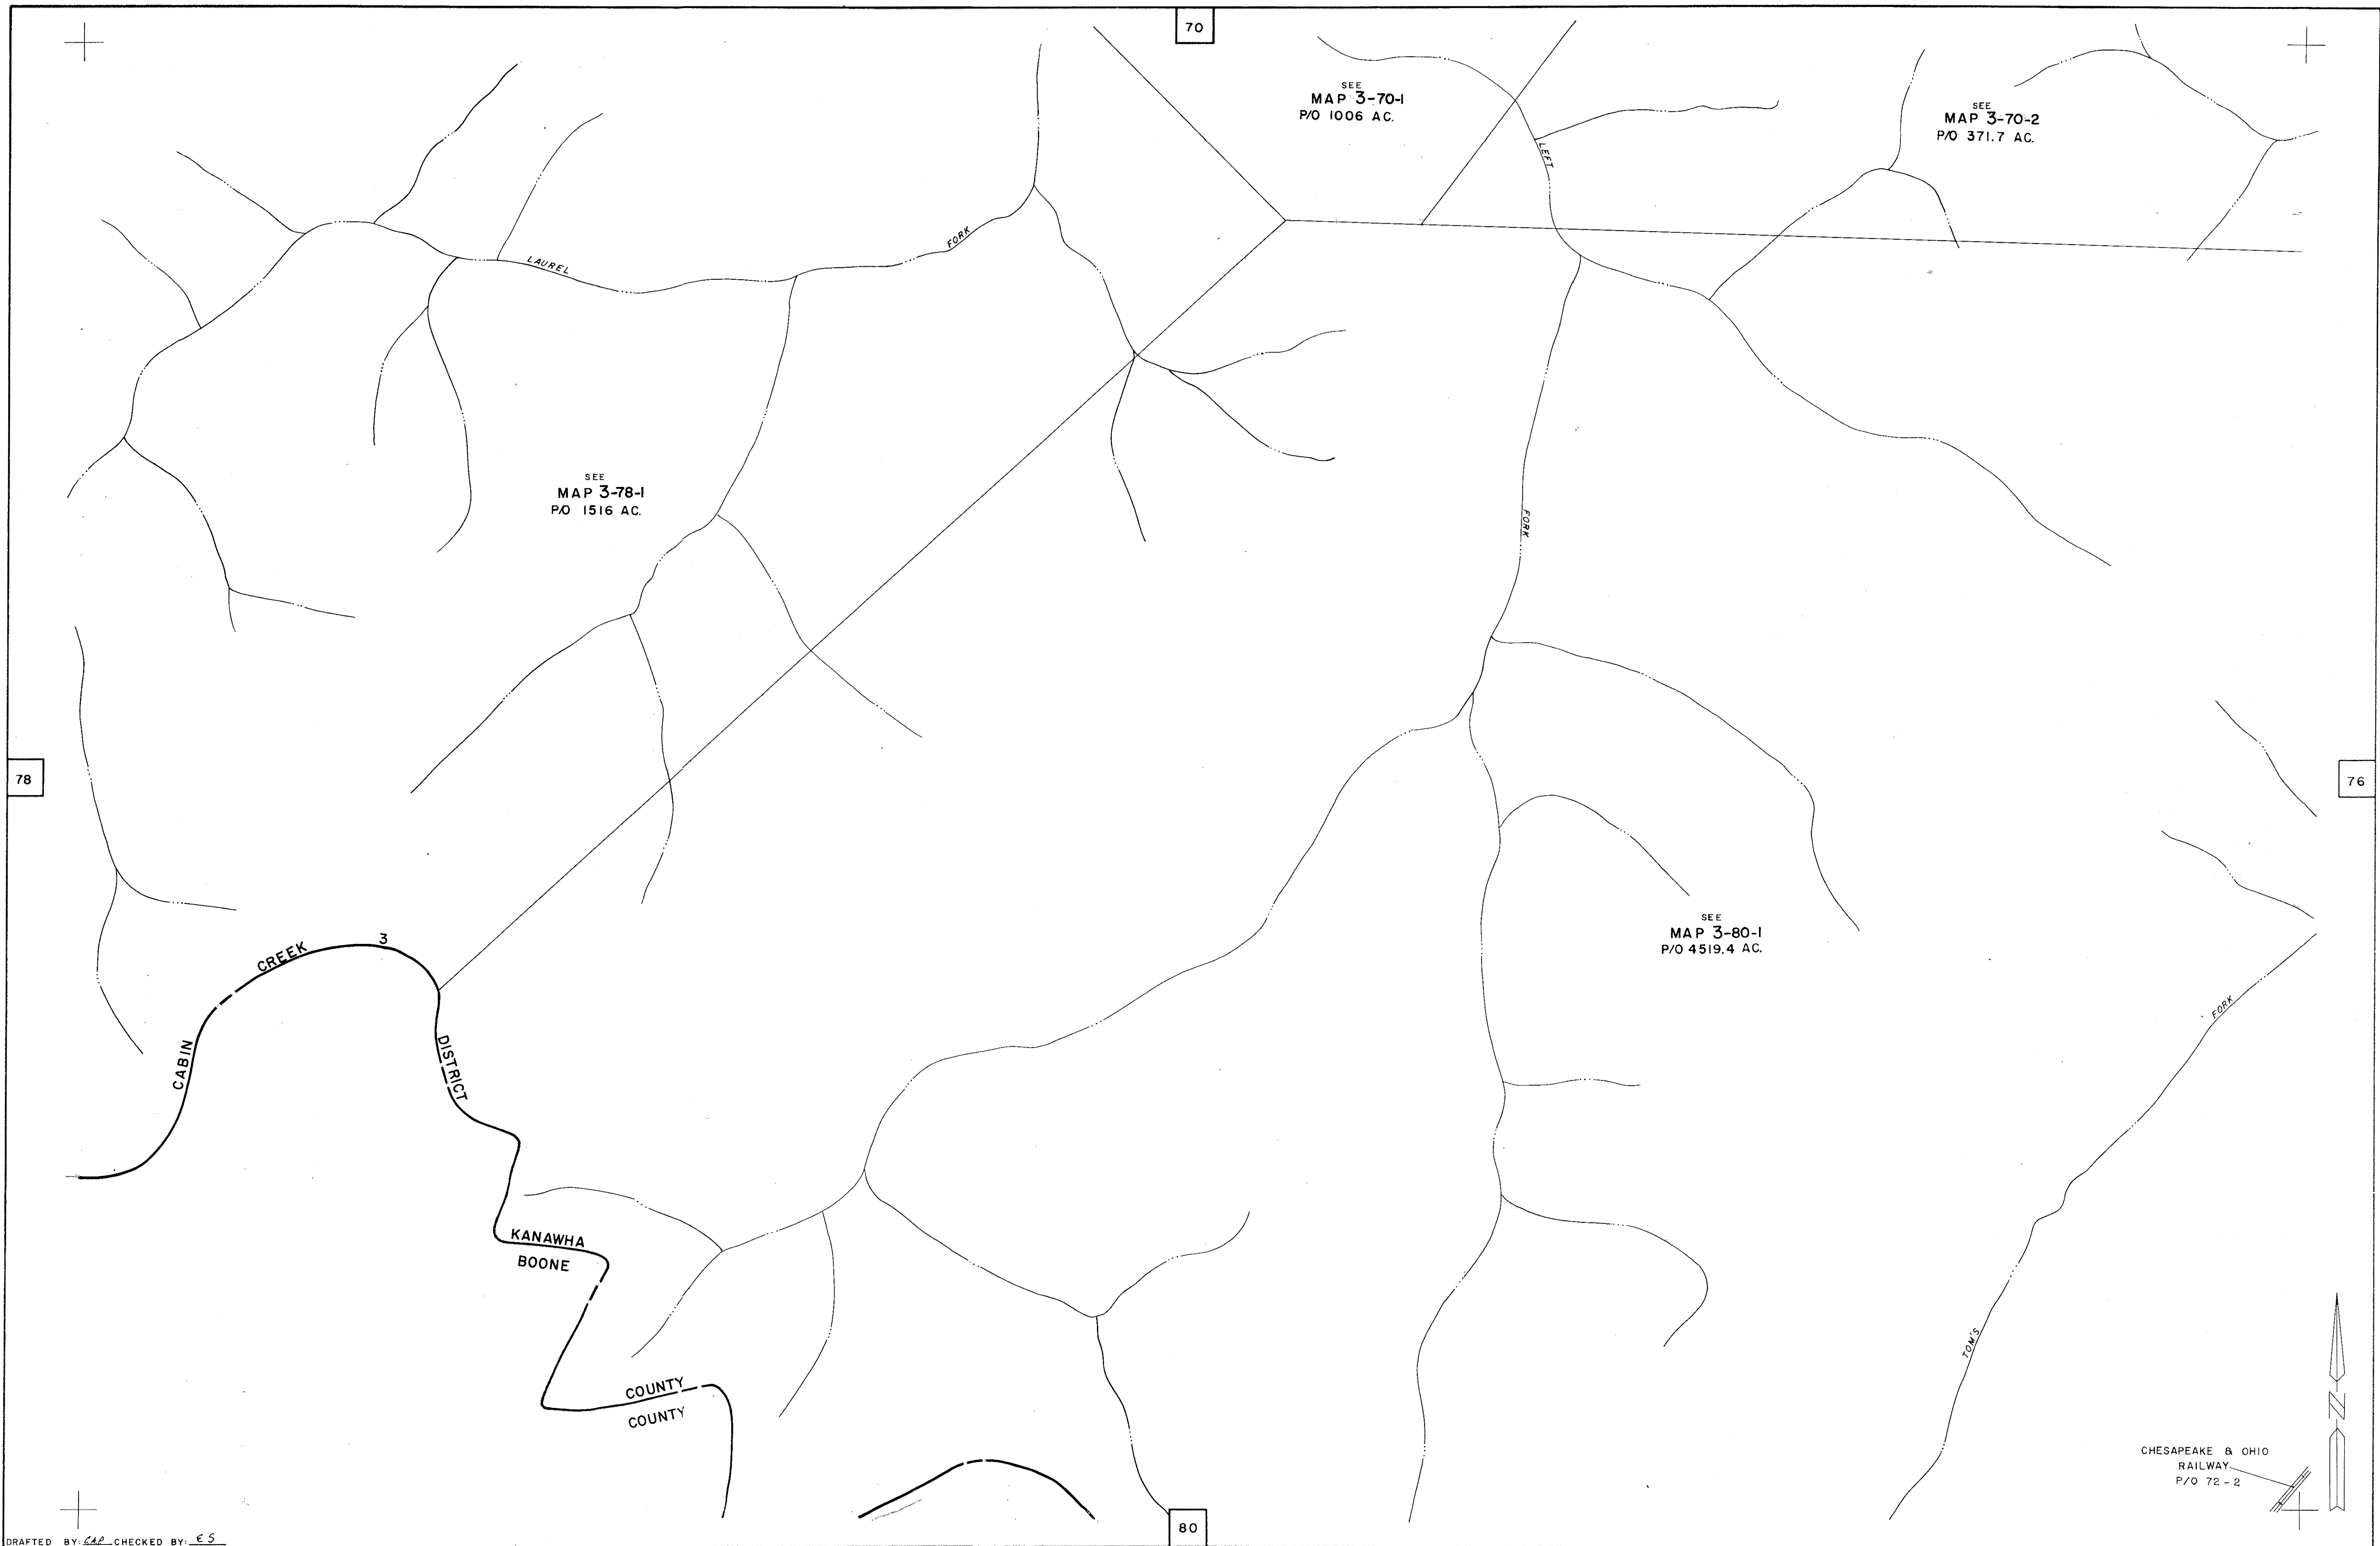 70
SEE
MAP 3-70-1
P/O 1006 AC.
SEE
MAP 3-70-2
P/O 371.7 AC.
LEFT
LAUREL
FORK
SEE
MAP 3-78-1
P/O 1516 AC.
FORK
78
76
SEE
MAP 3-80-1
P/O 4519.4 AC.
CABIN
CREEK
3
DISTRICT
FORK
KANAWHA
BOONE
TOM'S
COUNTY
COUNTY
N
CHESAPEAKE & OHIO
RAILWAY
P/O 72-2
80
DRAFTED BY: CAP CHECKED BY: ES